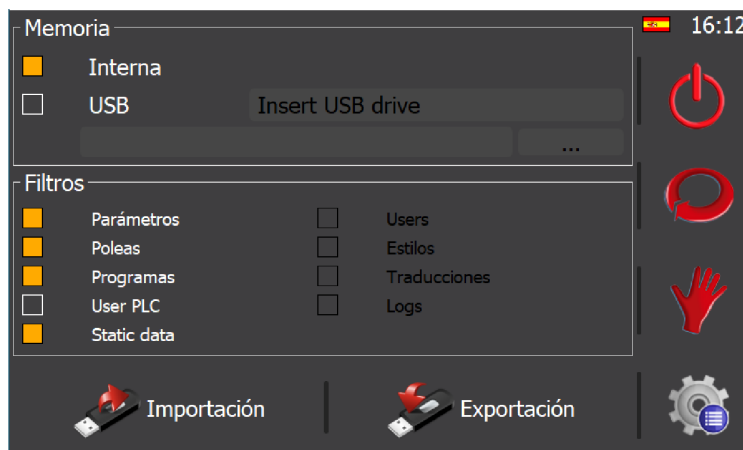 Memoria
16:12
Interna
USB
Insert USB drive
...
Filtros
Parámetros
Users
Poleas
Estilos
Programas
Traducciones
User PLC
Logs
Static data
Importación
Exportación